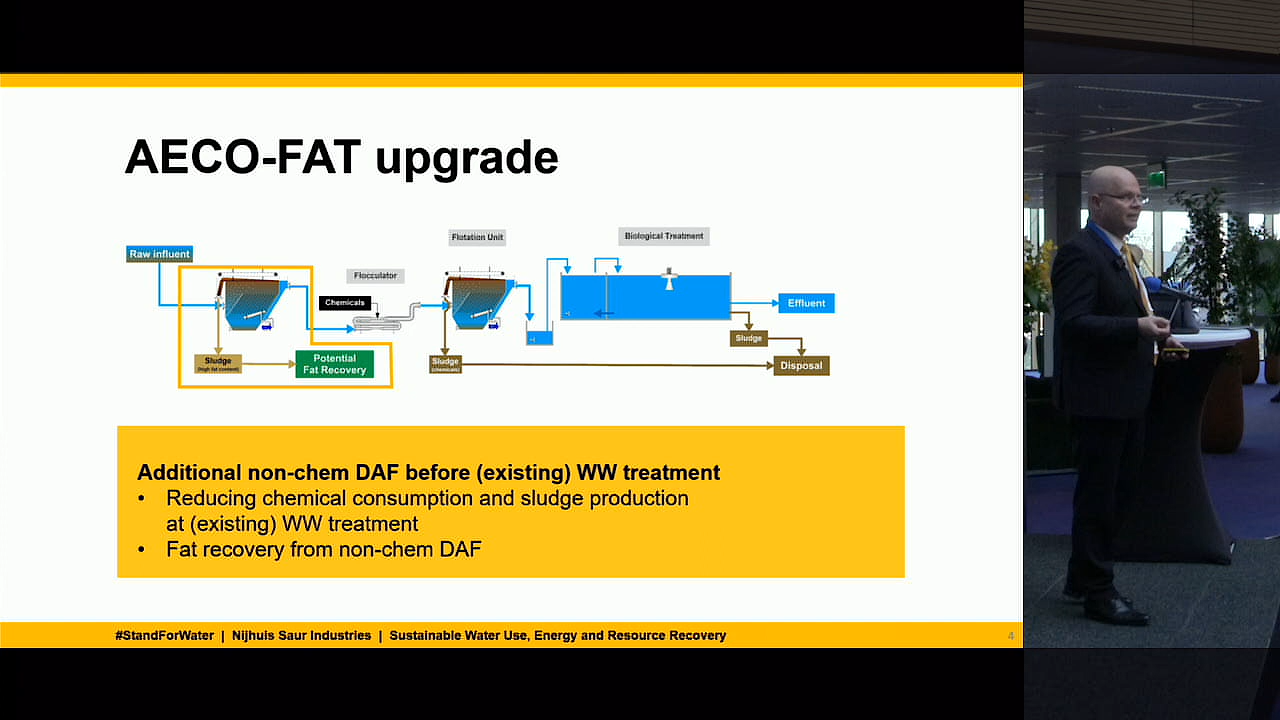 AECO-FAT upgrade
Raw influent
Flocculator
Chemicals
Flotation Unit
Biological Treatment
Effluent
Sludge
(high fat content)
Potential
Fat Recovery
Sludge
(chemicals)
Sludge
Disposal
Additional non-chem DAF before (existing) WW treatment
• Reducing chemical consumption and sludge production
at (existing) WW treatment
• Fat recovery from non-chem DAF
#StandForWater | Nijhuis Saur Industries | Sustainable Water Use, Energy and Resource Recovery
4